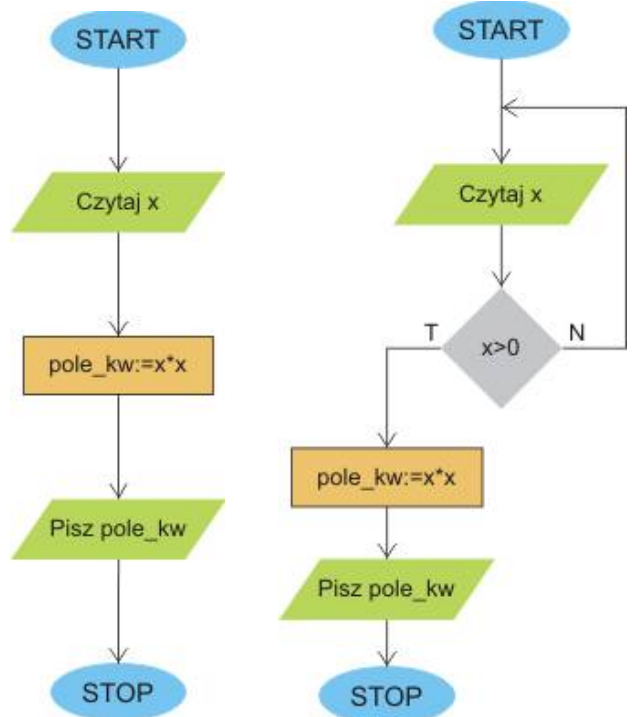 START
Czytaj x
pole_kw:=x*x
Pisz pole_kw
STOP
START
Czytaj x
T
x>0
N
pole_kw:=x*x
Pisz pole_kw
STOP